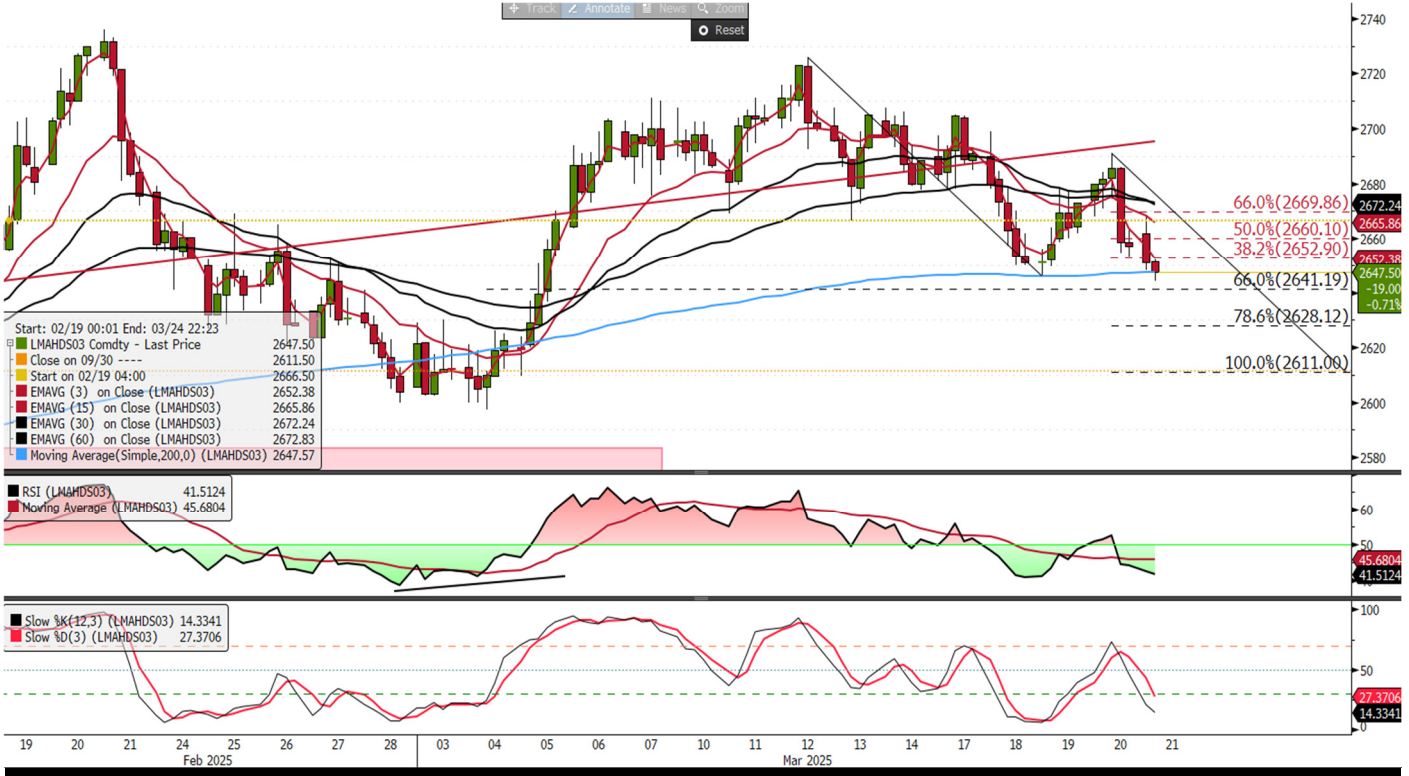 Track Annotate News Zoom
Reset
2740
2720
2700
2680
2660
2620
2600
2580
66.0%(2669.86)
50.0%(2660.10)
38.2%(2652.90)
66.0%(2641.19)
78.6%(2628.12)
100.0%(2611.00)
2672.24
2665.86
2652.38
2647.50
-19.00
-0.71%
Start: 02/19 00:01 End: 03/24 22:23
LMAHDS03 Comdty - Last Price 2647.50
Close on 09/30 ---- 2611.50
Start on 02/19 04:00 2666.50
EMAVG (3) on Close (LMAHDS03) 2652.38
EMAVG (15) on Close (LMAHDS03) 2665.86
EMAVG (30) on Close (LMAHDS03) 2672.24
EMAVG (60) on Close (LMAHDS03) 2672.83
Moving Average(Simple,200,0) (LMAHDS03) 2647.57
RSI (LMAHDS03) 41.5124
Moving Average (LMAHDS03) 45.6804
60
50
45.6804
41.5124
Slow %K(12,3) (LMAHDS03) 14.3341
Slow %D(3) (LMAHDS03) 27.3706
100
50
27.3706
14.3341
0
19 20 21 24 25 26 27 28 03 04 05 06 07 10 11 12 13 14 17 18 19 20 21
Feb 2025 Mar 2025